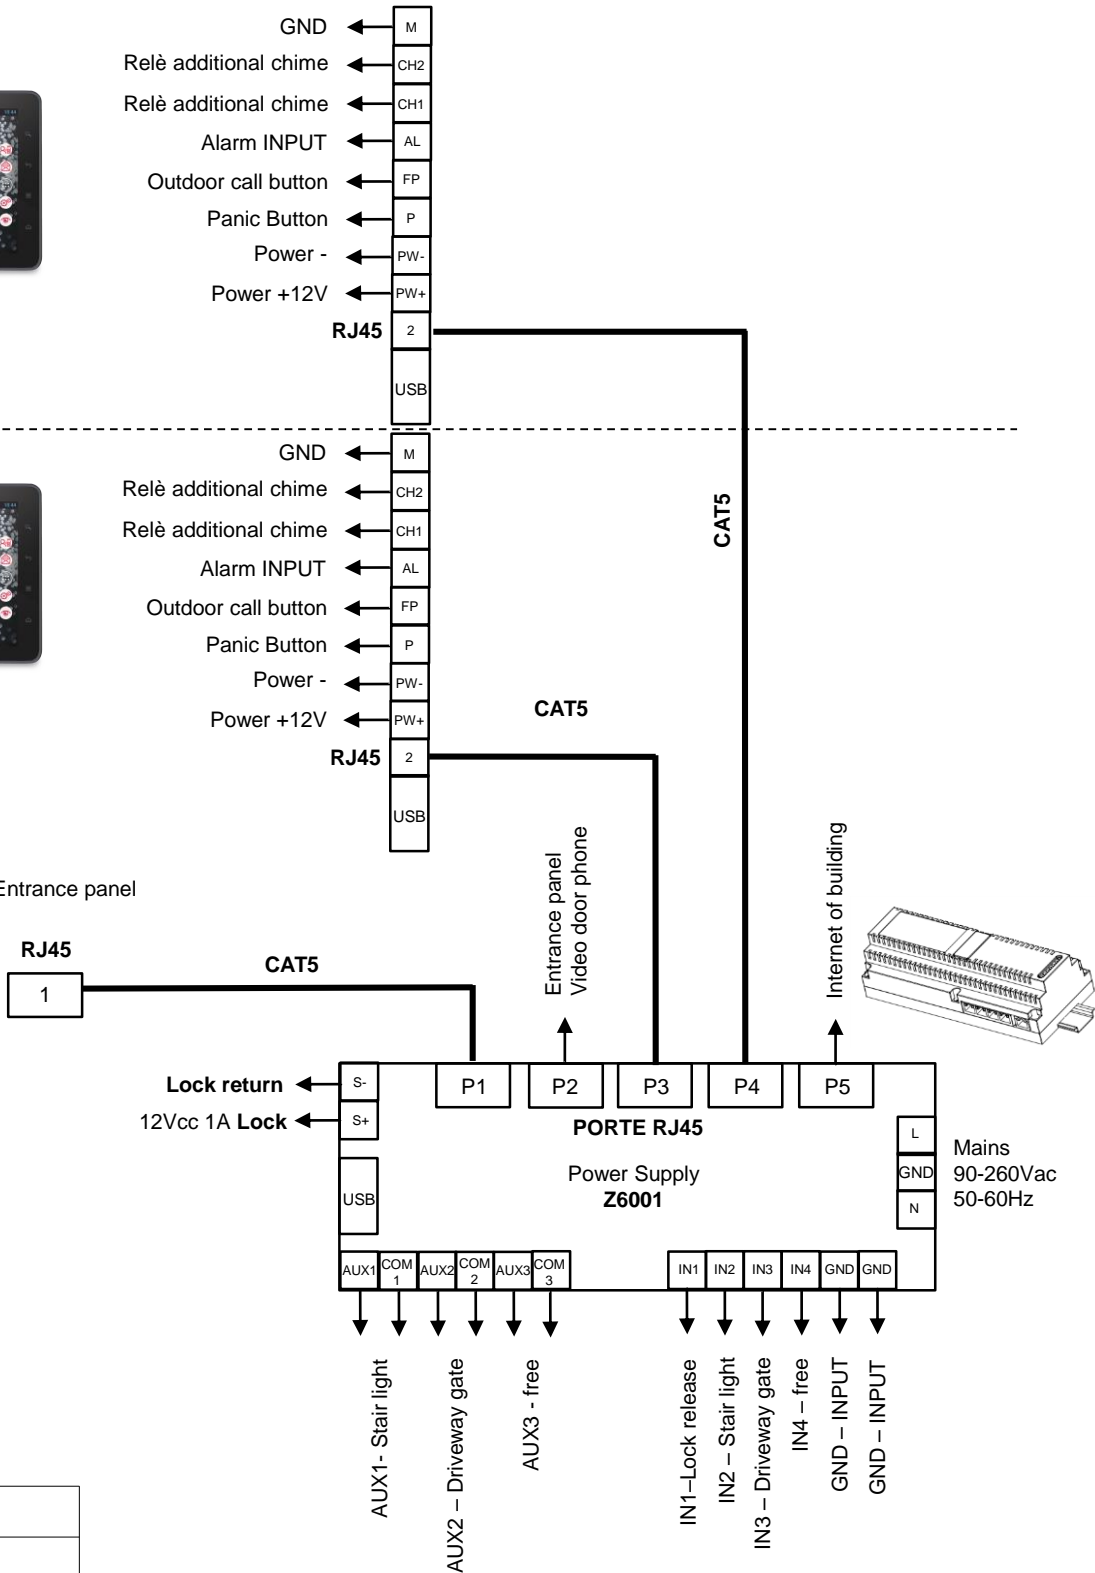 GND M
Relè additional chime CH2
Relè additional chime CH1
Alarm INPUT AL
Outdoor call button FP
Panic Button P
Power - PW-
Power +12V PW+
RJ45 2
USB
CAT5
GND M
Relè additional chime CH2
Relè additional chime CH1
Alarm INPUT AL
Outdoor call button FP
Panic Button P
Power - PW-
Power +12V PW+
RJ45 2
USB
CAT5
Entrance panel
RJ45
1
CAT5
Entrance panel
Video door phone
Internet of building
Lock return S-
12Vcc 1A Lock S+
USB
P1 P2 P3 P4 P5
PORTE RJ45
Power Supply
Z6001
L
GND
N
Mains
90-260Vac
50-60Hz
AUX1 COM 1 AUX2 COM 2 AUX3 COM 3
IN1 IN2 IN3 IN4 GND GND
AUX1- Stair light
AUX2 – Driveway gate
AUX3 - free
IN1–Lock release
IN2 – Stair light
IN3 – Driveway gate
IN4 – free
GND – INPUT
GND – INPUT